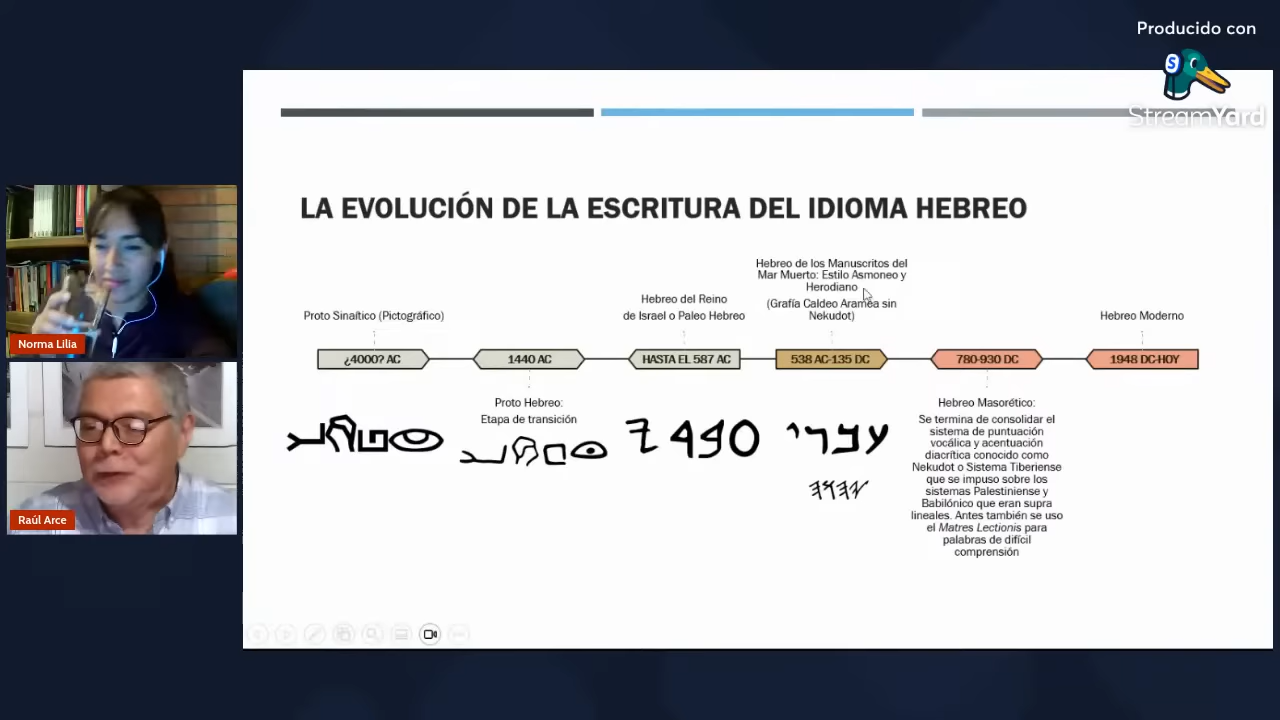 Producido con
StreamYard
LA EVOLUCIÓN DE LA ESCRITURA DEL IDIOMA HEBREO
Proto Sinaítico (Pictográfico)
¿4000? AC
1440 AC
Proto Hebreo:
Etapa de transición
Hebreo del Reino
de Israel o Paleo Hebreo
HASTA EL 587 AC
Hebreo de los Manuscritos del
Mar Muerto: Estilo Asmoneo y
Herodiano
(Grafía Caldeo Aramea sin
Nekudot)
538 AC-135 DC
עברי
780-930 DC
Hebreo Masorético:
Se termina de consolidar el
sistema de puntuación
vocálica y acentuación
diacrítica conocido como
Nekudot o Sistema Tiberiense
que se impuso sobre los
sistemas Palestiniense y
Babilónico que eran supra
lineales. Antes también se uso
el Matres Lectionis para
palabras de difícil
comprensión
Hebreo Moderno
1948 DC-HOY
Norma Lilia
Raúl Arce